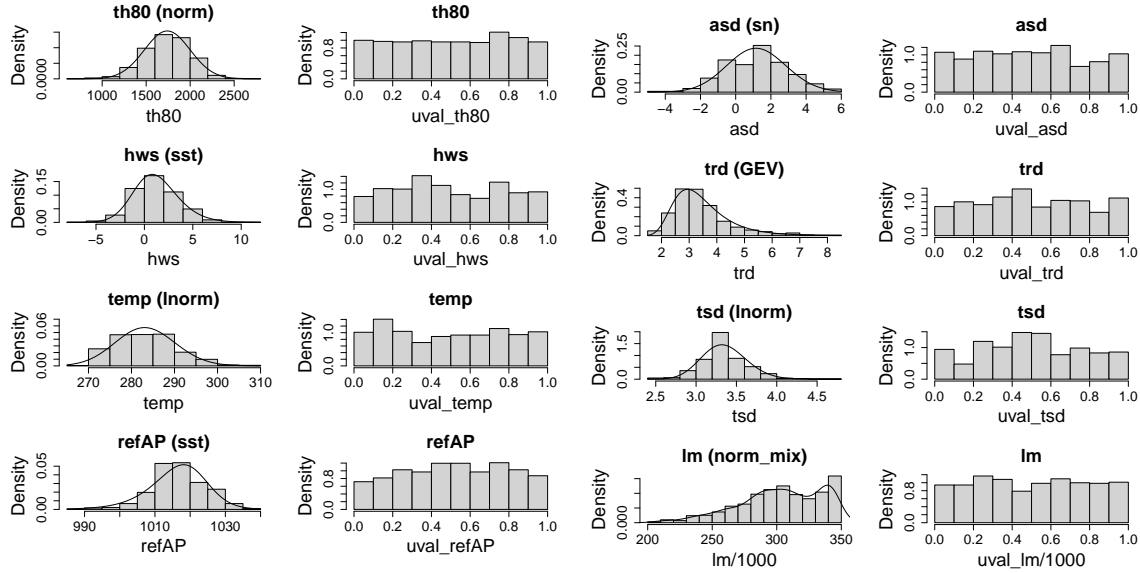 th80 (norm)
Density
0.0000
1000 1500 2000 2500
th80
th80
Density
0.0 0.8
0.0 0.2 0.4 0.6 0.8 1.0
uval_th80
asd (sn)
Density
0.00 0.25
−4 −2 0 2 4 6
asd
asd
Density
0.0 1.0
0.0 0.2 0.4 0.6 0.8 1.0
uval_asd
hws (sst)
Density
0.00 0.15
−5 0 5 10
hws
hws
Density
0.0 1.0
0.0 0.2 0.4 0.6 0.8 1.0
uval_hws
trd (GEV)
Density
0.0 0.4
2 3 4 5 6 7 8
trd
trd
Density
0.0 1.0
0.0 0.2 0.4 0.6 0.8 1.0
uval_trd
temp (lnorm)
Density
0.00 0.06
270 280 290 300 310
temp
temp
Density
0.0 1.0
0.0 0.2 0.4 0.6 0.8 1.0
uval_temp
tsd (lnorm)
Density
0.0 1.5
2.5 3.0 3.5 4.0 4.5
tsd
tsd
Density
0.0 1.0
0.0 0.2 0.4 0.6 0.8 1.0
uval_tsd
refAP (sst)
Density
0.00 0.05
990 1010 1030
refAP
refAP
Density
0.0 0.8
0.0 0.2 0.4 0.6 0.8 1.0
uval_refAP
lm (norm_mix)
Density
0.000
200 250 300 350
lm/1000
lm
Density
0.0 0.8
0.0 0.2 0.4 0.6 0.8 1.0
uval_lm/1000